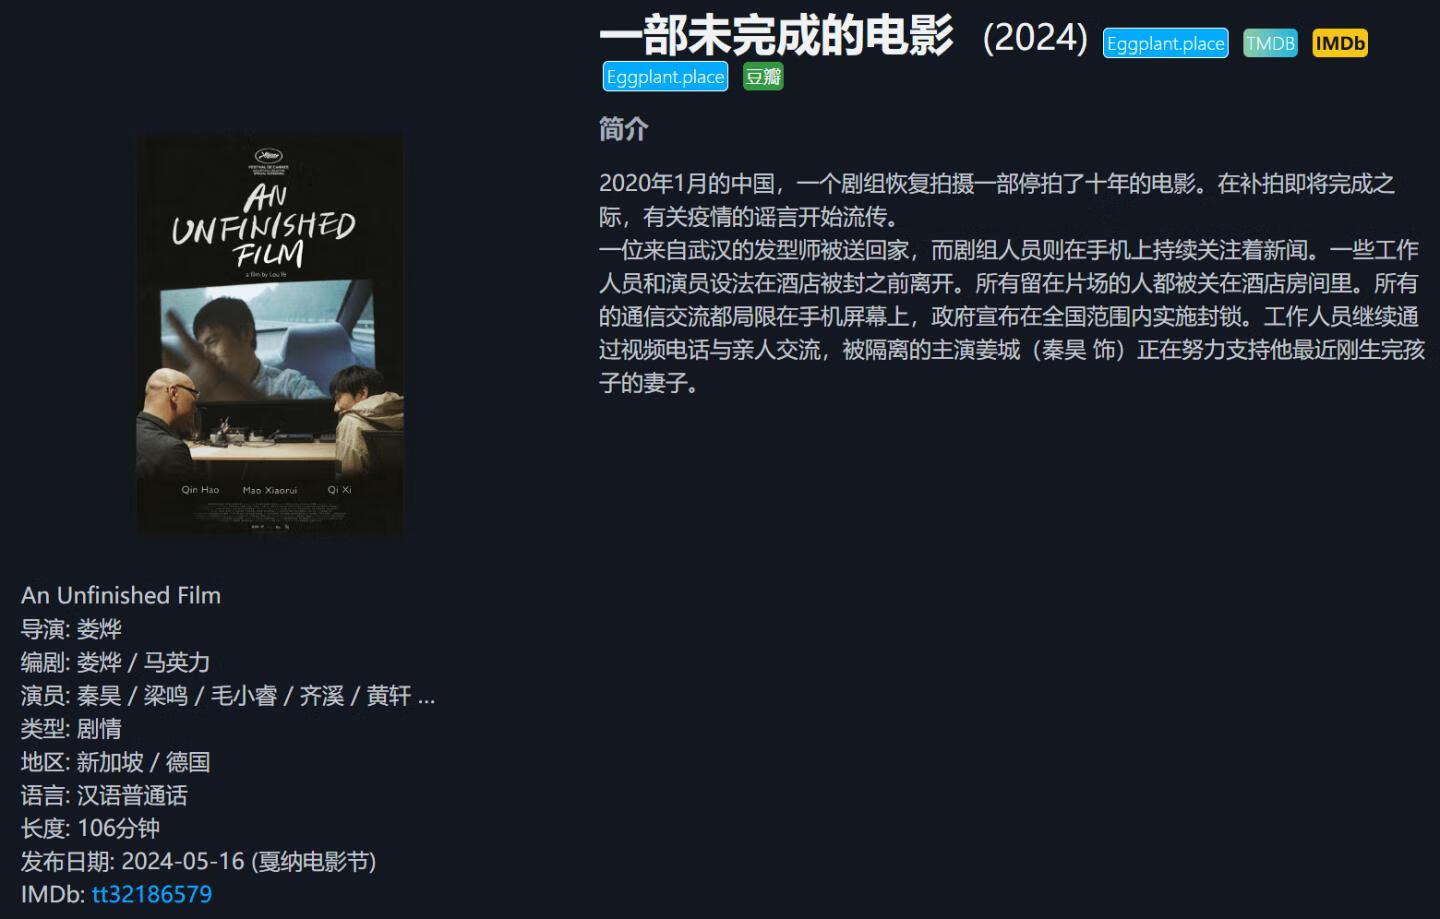 一部未完成的电影 (2024) Eggplant.place TMDB IMDb
Eggplant.place 豆瓣
简介
2020年1月的中国，一个剧组恢复拍摄一部停拍了十年的电影。在补拍即将完成之
际，有关疫情的谣言开始流传。
一位来自武汉的发型师被送回家，而剧组人员则在手机上持续关注着新闻。一些工作
人员和演员设法在酒店被封之前离开。所有留在片场的人都被关在酒店房间里。所有
的通信交流都局限在手机屏幕上，政府宣布在全国范围内实施封锁。工作人员继续通
过视频电话与亲人交流，被隔离的主演姜城（秦昊 饰）正在努力支持他最近刚生完孩
子的妻子。
FESTIVAL DE CANNES
AN
UNFINISHED
FILM
a film by Lou Ye
Qin Hao Mao Xiaorui Qi Xi
An Unfinished Film
导演: 娄烨
编剧: 娄烨 / 马英力
演员: 秦昊 / 梁鸣 / 毛小睿 / 齐溪 / 黄轩 ...
类型: 剧情
地区: 新加坡 / 德国
语言: 汉语普通话
长度: 106分钟
发布日期: 2024-05-16 (戛纳电影节)
IMDb: tt32186579